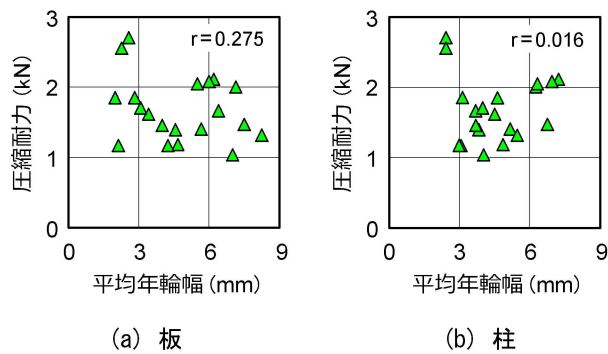 3
2
1
0
圧縮耐力 (kN)
r=0.275
0 3 6 9
平均年輪幅 (mm)
(a) 板
3
2
1
0
圧縮耐力 (kN)
r=0.016
0 3 6 9
平均年輪幅 (mm)
(b) 柱